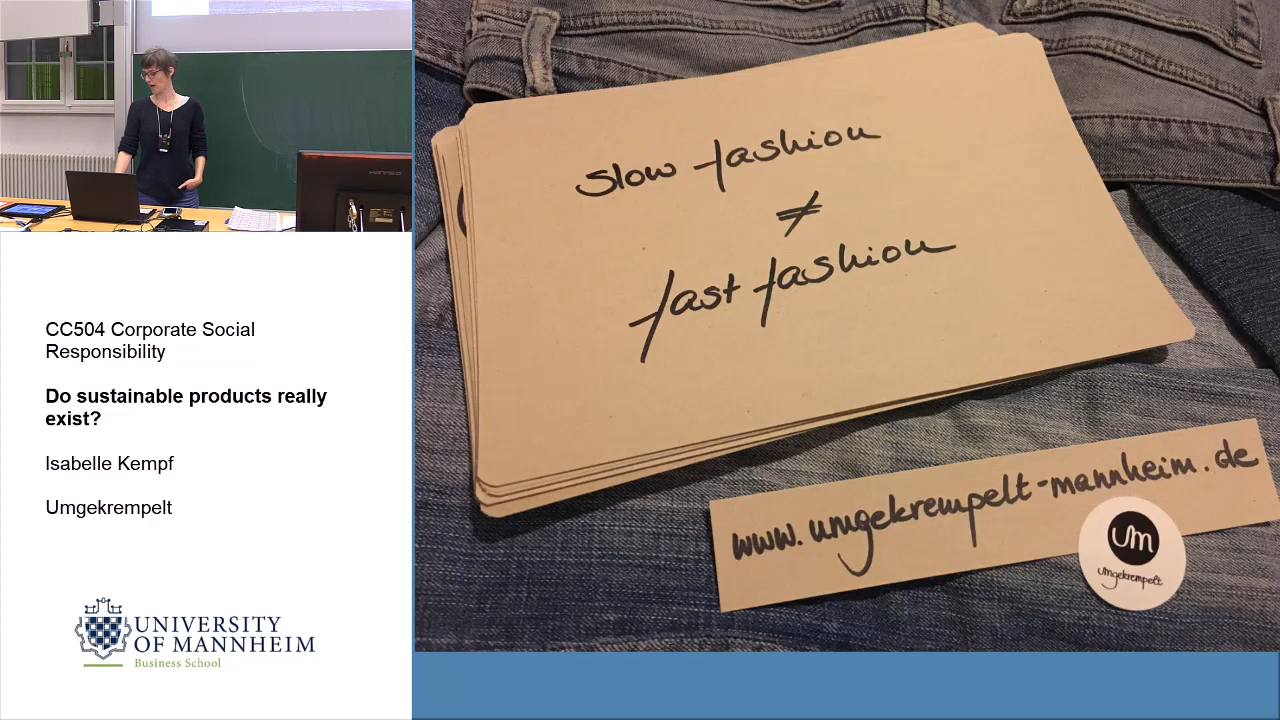 CC504 Corporate Social
Responsibility
Do sustainable products really
exist?
Isabelle Kempf
Umgekrempelt
UNIVERSITY
OF MANNHEIM
Business School
slow fashion
≠
fast fashion
www.umgekrempelt-mannheim.de
um
umgekrempelt